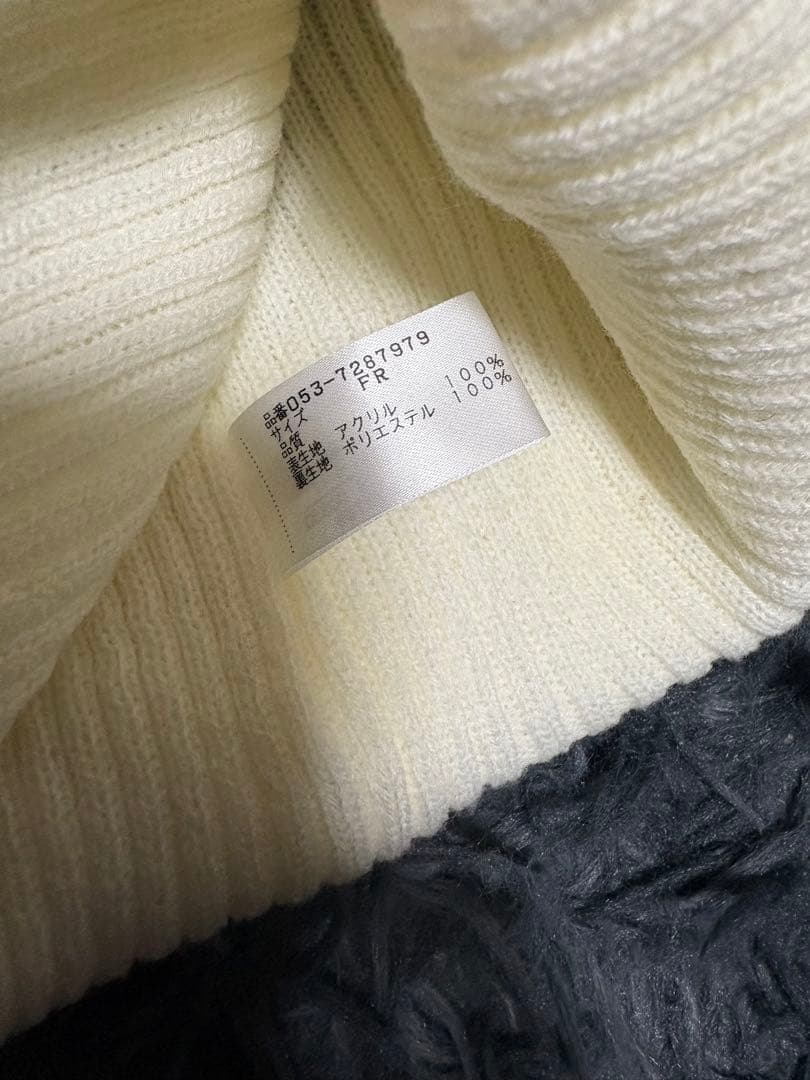 品番053-7287979
サイズ FR
品質
表生地 アクリル 100%
裏生地 ポリエステル 100%